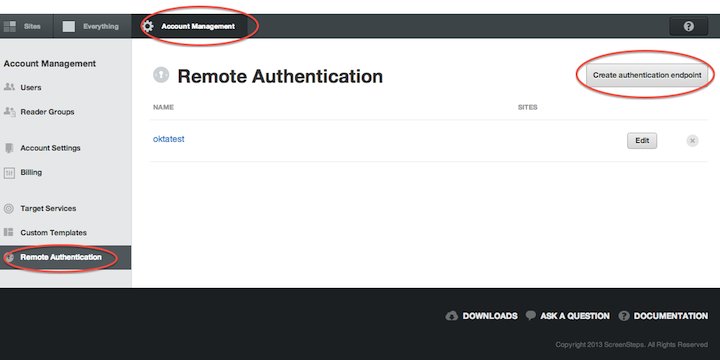 Sites
Everything
Account Management
Account Management
Users
Reader Groups
Account Settings
Billing
Target Services
Custom Templates
Remote Authentication
Remote Authentication
Create authentication endpoint
NAME
SITES
oktatest
Edit
DOWNLOADS
ASK A QUESTION
DOCUMENTATION
Copyright 2013 ScreenSteps. All Rights Reserved